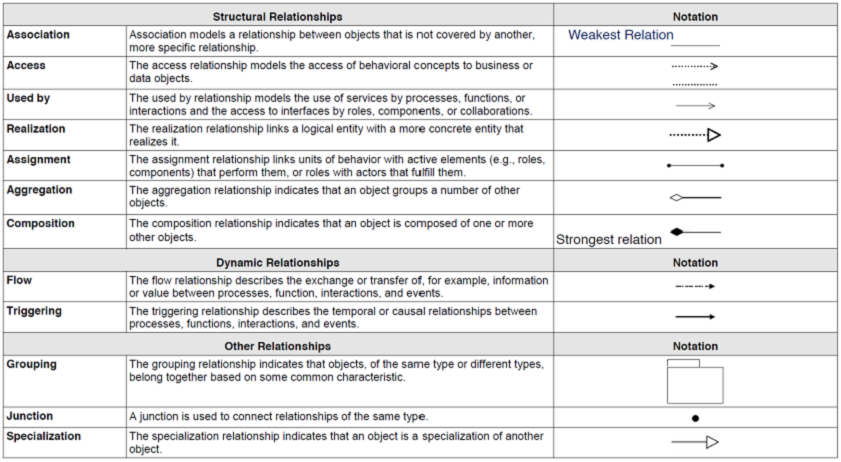 Structural Relationships Notation
Association Association models a relationship between objects that is not covered by another, Weakest Relation
more specific relationship.
Access The access relationship models the access of behavioral concepts to business or
data objects.
Used by The used by relationship models the use of services by processes, functions, or
interactions and the access to interfaces by roles, components, or collaborations.
Realization The realization relationship links a logical entity with a more concrete entity that
realizes it.
Assignment The assignment relationship links units of behavior with active elements (e.g., roles,
components) that perform them, or roles with actors that fulfill them.
Aggregation The aggregation relationship indicates that an object groups a number of other
objects.
Composition The composition relationship indicates that an object is composed of one or more
other objects. Strongest relation
Dynamic Relationships Notation
Flow The flow relationship describes the exchange or transfer of, for example, information
or value between processes, function, interactions, and events.
Triggering The triggering relationship describes the temporal or causal relationships between
processes, functions, interactions, and events.
Other Relationships Notation
Grouping The grouping relationship indicates that objects, of the same type or different types,
belong together based on some common characteristic.
Junction A junction is used to connect relationships of the same type.
Specialization The specialization relationship indicates that an object is a specialization of another
object.